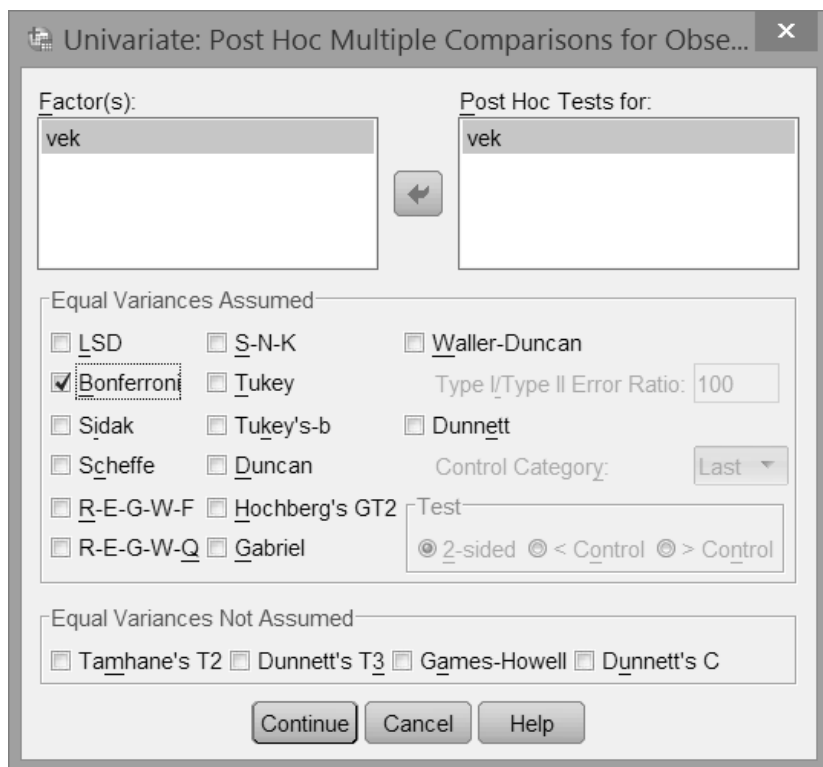 Univariate: Post Hoc Multiple Comparisons for Obse...
Factor(s):
Post Hoc Tests for:
vek
vek
Equal Variances Assumed
LSD
S-N-K
Waller-Duncan
Bonferroni
Tukey
Type I/Type II Error Ratio: 100
Sidak
Tukey's-b
Dunnett
Scheffe
Duncan
Control Category: Last
R-E-G-W-F
Hochberg's GT2
Test
R-E-G-W-Q
Gabriel
2-sided
< Control
> Control
Equal Variances Not Assumed
Tamhane's T2
Dunnett's T3
Games-Howell
Dunnett's C
Continue
Cancel
Help